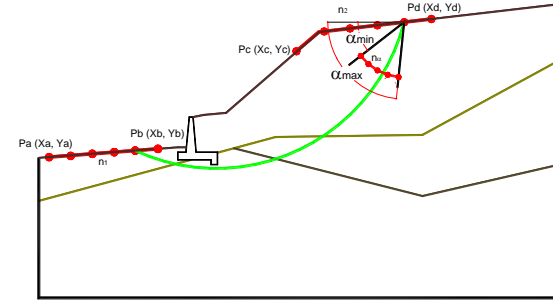 n2
Pd (Xd, Yd)
αmin
Pc (Xc, Yc)
nα
αmax
Pb (Xb, Yb)
Pa (Xa, Ya)
n1